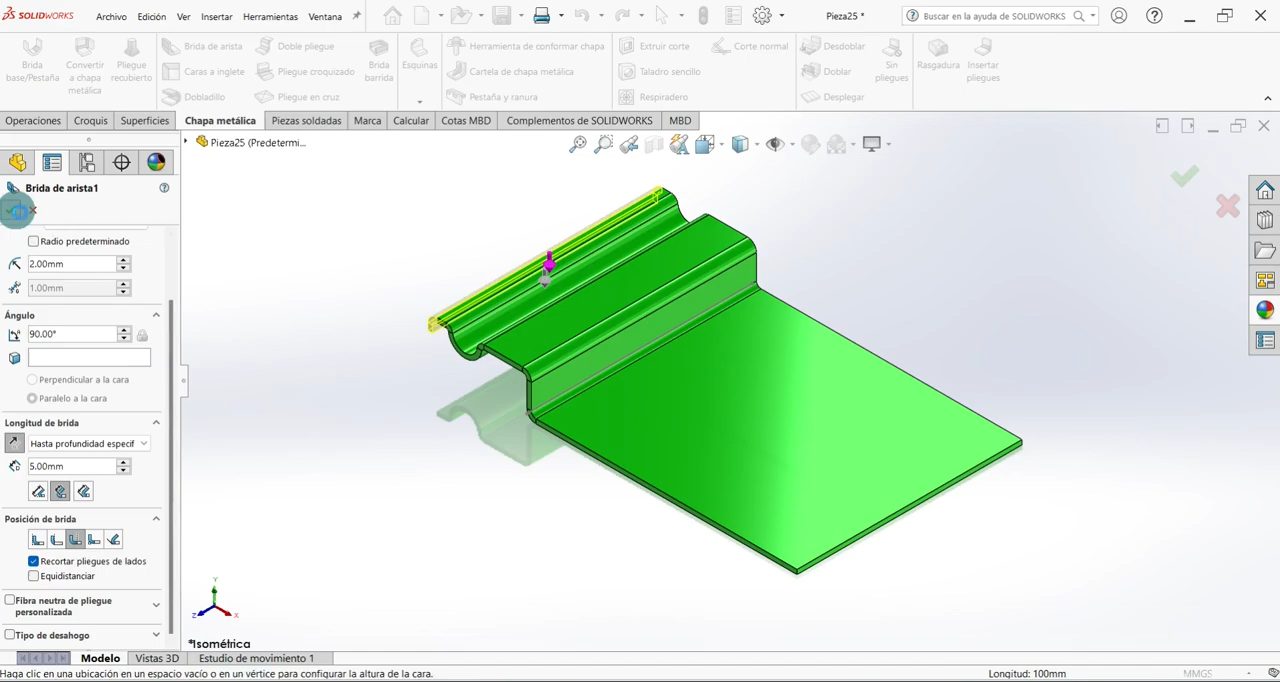 SOLIDWORKS Archivo Edición Ver Insertar Herramientas Ventana Pieza25 * Buscar en la ayuda de SOLIDWORKS
Brida base/Pestaña
Convertir a chapa metálica
Pliegue recubierto
Brida de arista
Caras a inglete
Dobladillo
Doble pliegue
Pliegue croquizado
Pliegue en cruz
Brida barrida
Esquinas
Herramienta de conformar chapa
Cartela de chapa metálica
Pestaña y ranura
Extruir corte
Taladro sencillo
Respiradero
Corte normal
Desdoblar
Doblar
Desplegar
Sin pliegues
Rasgadura
Insertar pliegues
Operaciones Croquis Superficies Chapa metálica Piezas soldadas Marca Calcular Cotas MBD Complementos de SOLIDWORKS MBD
Pieza25 (Predetermi...
Brida de arista1
Radio predeterminado
2.00mm
1.00mm
Ángulo
90.00°
Perpendicular a la cara
Paralelo a la cara
Longitud de brida
Hasta profundidad específ
5.00mm
Posición de brida
Recortar pliegues de lados
Equidistanciar
Fibra neutra de pliegue
personalizada
Tipo de desahogo
Y
Z
X
*Isométrica
Modelo Vistas 3D Estudio de movimiento 1
Haga clic en una ubicación en un espacio vacío o en un vértice para configurar la altura de la cara. Longitud: 100mm MMGS